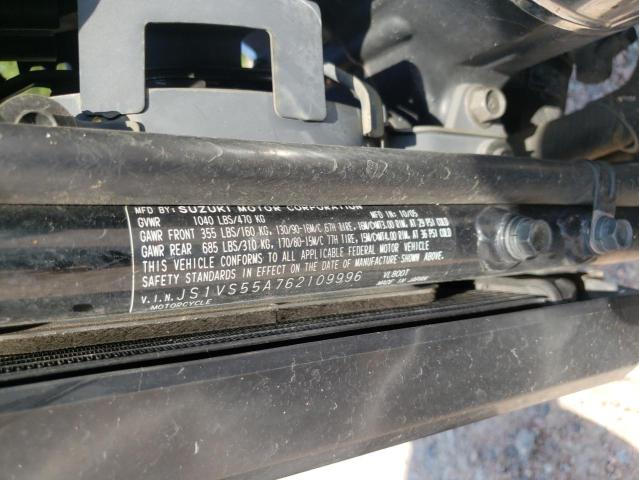 MFD BY: SUZUKI MOTOR CORPORATION
GVWR 1040 LBS/470 KG MFD IN: 10/05
GAWR FRONT 355 LBS/160 KG, 130/90-16M/C 67H TIRE, 16M/C×MT3.00 RIM, AT 29 PSI COLD
GAWR REAR 685 LBS/310 KG, 170/80-15M/C 77H TIRE, 15M/C×MT4.00 RIM, AT 36 PSI COLD
THIS VEHICLE CONFORMS TO ALL APPLICABLE FEDERAL MOTOR VEHICLE
SAFETY STANDARDS IN EFFECT ON THE DATE OF MANUFACTURE SHOWN ABOVE.
V.I.N. JS1VS55A762109996 VL800T
MOTORCYCLE MADE IN JAPAN